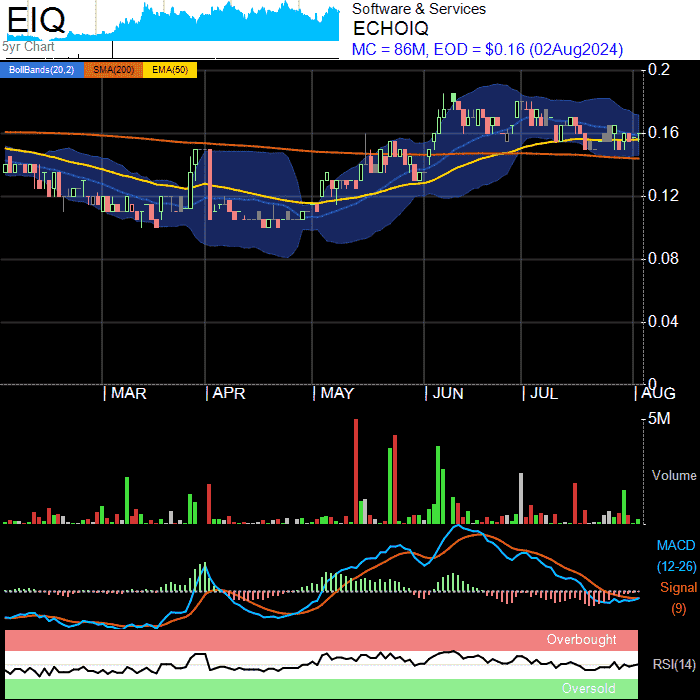 EIQ
5yr Chart
Software & Services
ECHOIQ
MC = 86M, EOD = $0.16 (02Aug2024)
BollBands(20,2) SMA(200) EMA(50)
0.2
0.16
0.12
0.08
0.04
0
MAR APR MAY JUN JUL AUG
5M
Volume
MACD
(12-26)
Signal
(9)
Overbought
RSI(14)
Oversold